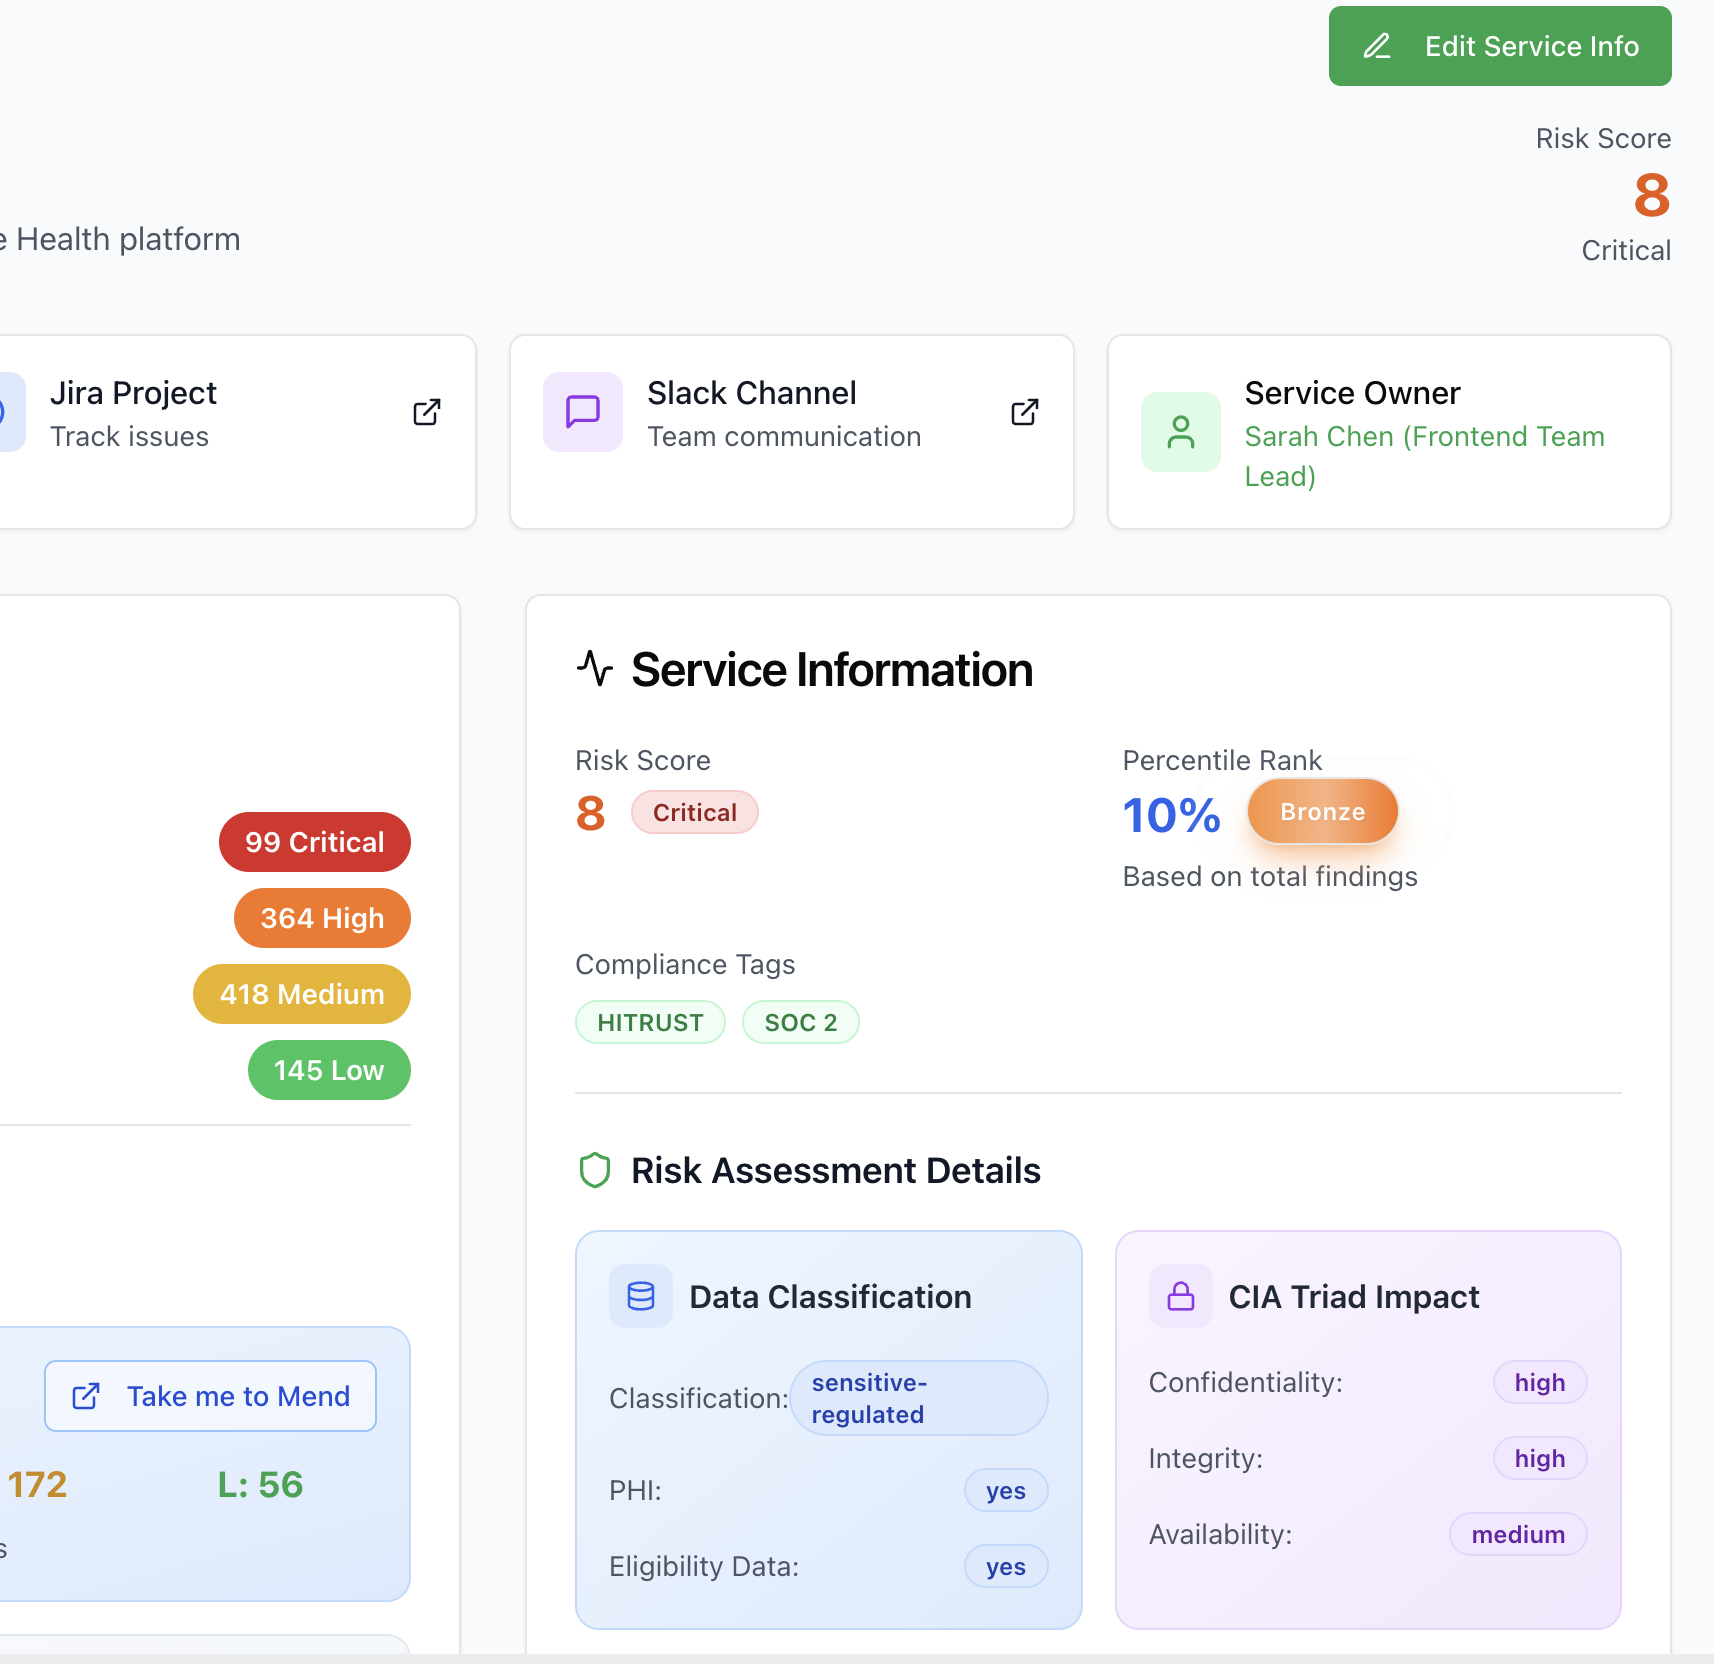 Edit Service Info
Risk Score
8
Critical
e Health platform
Jira Project
Track issues
Slack Channel
Team communication
Service Owner
Sarah Chen (Frontend Team
Lead)
99 Critical
364 High
418 Medium
145 Low
Take me to Mend
172
L: 56
s
Service Information
Risk Score
8 Critical
Percentile Rank
10% Bronze
Based on total findings
Compliance Tags
HITRUST SOC 2
Risk Assessment Details
Data Classification
Classification: sensitive-
regulated
PHI: yes
Eligibility Data: yes
CIA Triad Impact
Confidentiality: high
Integrity: high
Availability: medium